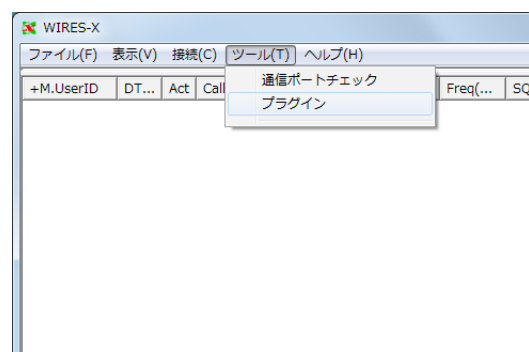 WIRES-X
ファイル(F) 表示(V) 接続(C) ツール(T) ヘルプ(H)
通信ポートチェック
プラグイン
+M.UserID DT... Act Call Freq(... SQ